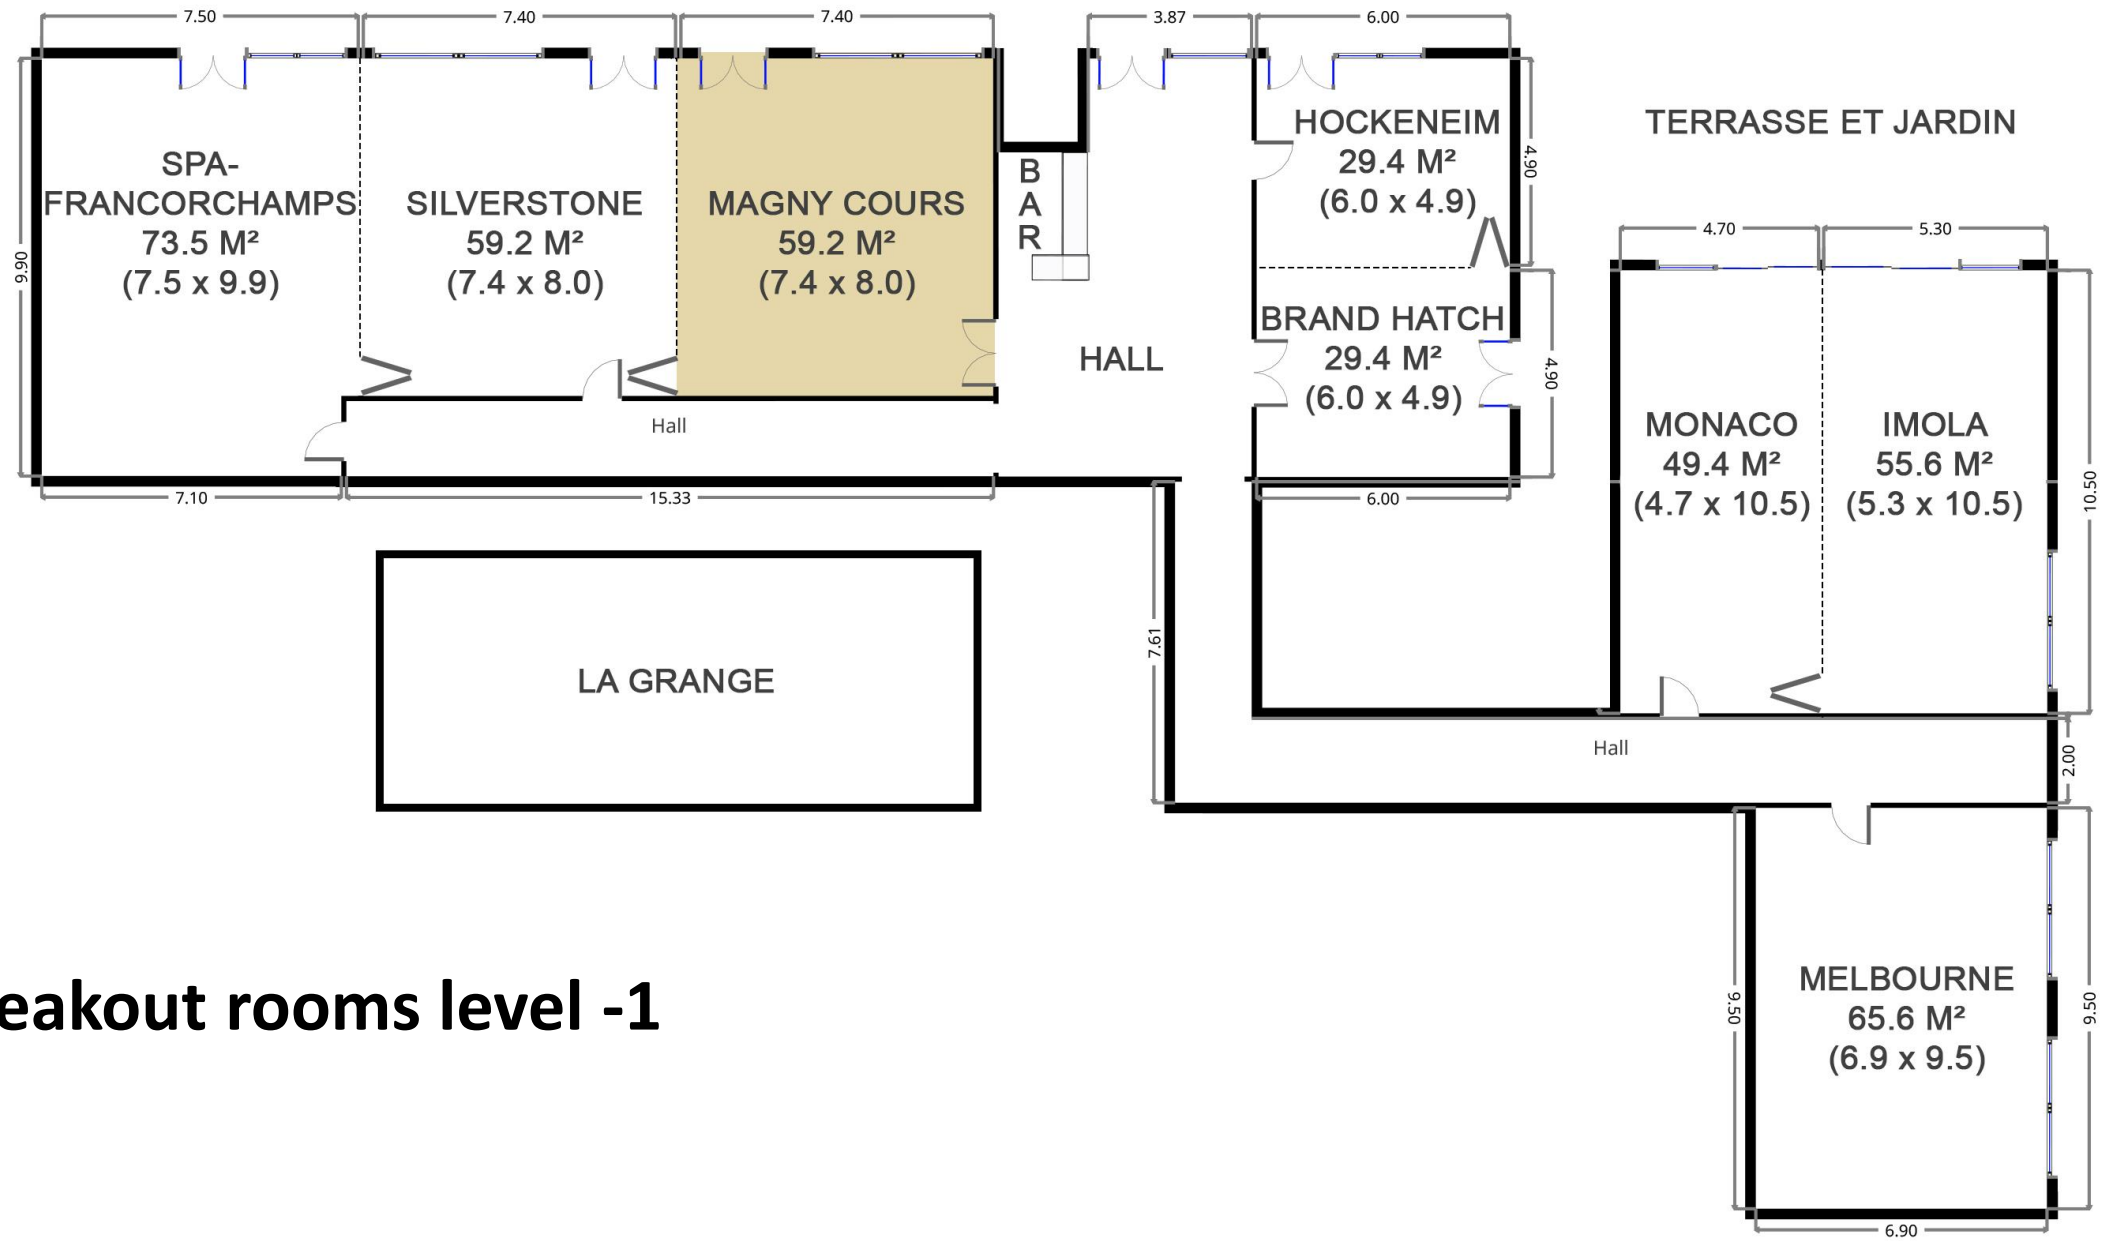 7.50
7.40
7.40
3.87
6.00
9.90
SPA-
FRANCORCHAMPS
73.5 M²
(7.5 x 9.9)
SILVERSTONE
59.2 M²
(7.4 x 8.0)
MAGNY COURS
59.2 M²
(7.4 x 8.0)
B
A
R
HALL
HOCKENEIM
29.4 M²
(6.0 x 4.9)
4.90
BRAND HATCH
29.4 M²
(6.0 x 4.9)
4.90
TERRASSE ET JARDIN
4.70
5.30
MONACO
49.4 M²
(4.7 x 10.5)
IMOLA
55.6 M²
(5.3 x 10.5)
10.50
Hall
7.10
15.33
6.00
LA GRANGE
7.61
Hall
2.00
MELBOURNE
65.6 M²
(6.9 x 9.5)
9.50
9.50
6.90
eakout rooms level -1